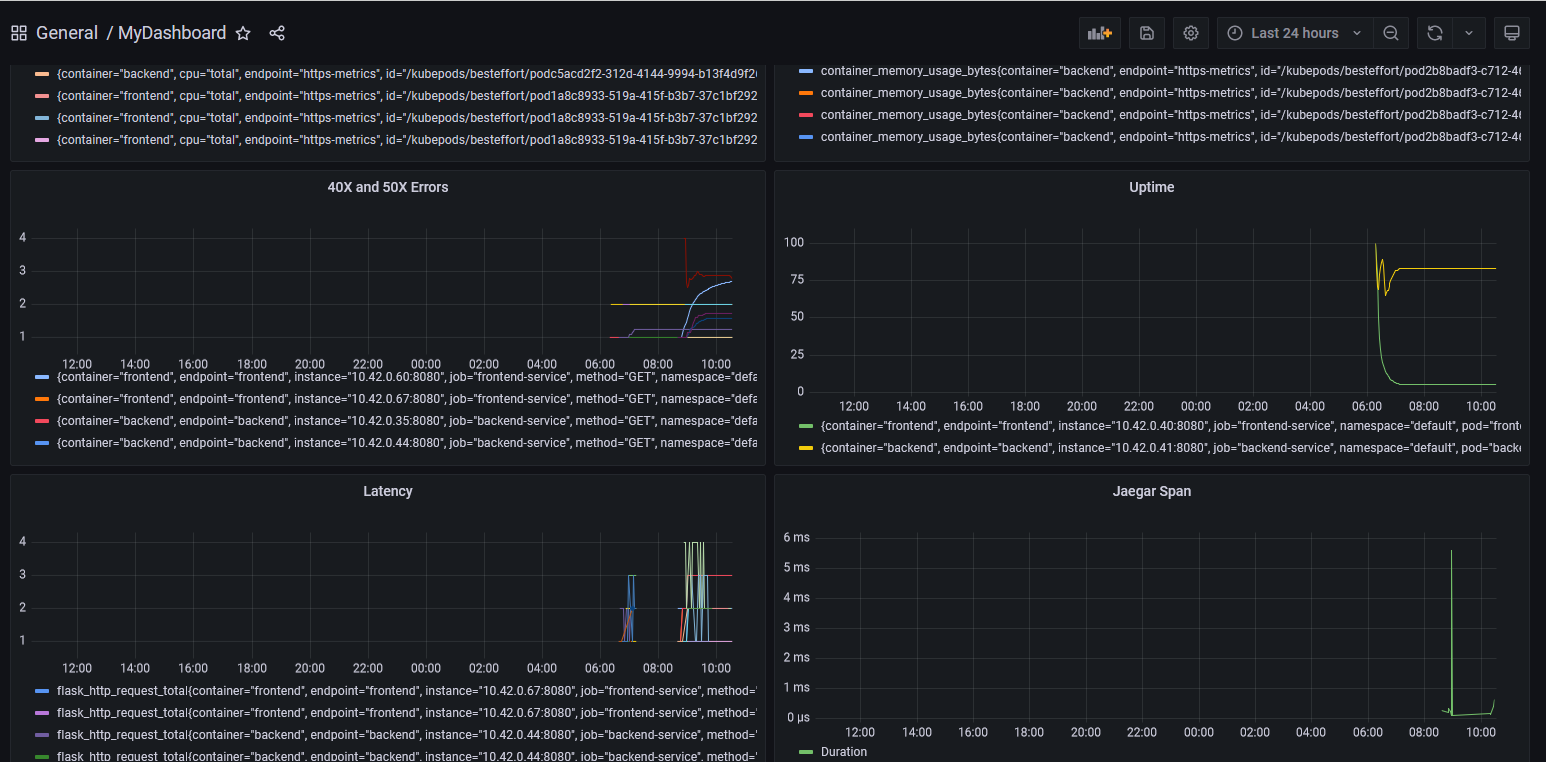 General / MyDashboard
Last 24 hours
{container="backend", cpu="total", endpoint="https-metrics", id="/kubepods/besteffort/podc5acd2f2-312d-4144-9994-b13f4d9f2
{container="frontend", cpu="total", endpoint="https-metrics", id="/kubepods/besteffort/pod1a8c8933-519a-415f-b3b7-37c1bf292
{container="frontend", cpu="total", endpoint="https-metrics", id="/kubepods/besteffort/pod1a8c8933-519a-415f-b3b7-37c1bf292
{container="frontend", cpu="total", endpoint="https-metrics", id="/kubepods/besteffort/pod1a8c8933-519a-415f-b3b7-37c1bf292
container_memory_usage_bytes{container="backend", endpoint="https-metrics", id="/kubepods/besteffort/pod2b8badf3-c712-4
container_memory_usage_bytes{container="backend", endpoint="https-metrics", id="/kubepods/besteffort/pod2b8badf3-c712-4
container_memory_usage_bytes{container="backend", endpoint="https-metrics", id="/kubepods/besteffort/pod2b8badf3-c712-4
container_memory_usage_bytes{container="backend", endpoint="https-metrics", id="/kubepods/besteffort/pod2b8badf3-c712-4
40X and 50X Errors
4
3
2
1
12:00 14:00 16:00 18:00 20:00 22:00 00:00 02:00 04:00 06:00 08:00 10:00
{container="frontend", endpoint="frontend", instance="10.42.0.60:8080", job="frontend-service", method="GET", namespace="defa
{container="frontend", endpoint="frontend", instance="10.42.0.67:8080", job="frontend-service", method="GET", namespace="defa
{container="backend", endpoint="backend", instance="10.42.0.35:8080", job="backend-service", method="GET", namespace="defa
{container="backend", endpoint="backend", instance="10.42.0.44:8080", job="backend-service", method="GET", namespace="defa
Uptime
100
75
50
25
0
12:00 14:00 16:00 18:00 20:00 22:00 00:00 02:00 04:00 06:00 08:00 10:00
{container="frontend", endpoint="frontend", instance="10.42.0.40:8080", job="frontend-service", namespace="default", pod="front
{container="backend", endpoint="backend", instance="10.42.0.41:8080", job="backend-service", namespace="default", pod="backe
Latency
4
3
2
1
12:00 14:00 16:00 18:00 20:00 22:00 00:00 02:00 04:00 06:00 08:00 10:00
flask_http_request_total{container="frontend", endpoint="frontend", instance="10.42.0.67:8080", job="frontend-service", method="
flask_http_request_total{container="frontend", endpoint="frontend", instance="10.42.0.67:8080", job="frontend-service", method="
flask_http_request_total{container="backend", endpoint="backend", instance="10.42.0.44:8080", job="backend-service", method="
flask_http_request_total{container="backend", endpoint="backend", instance="10.42.0.44:8080", job="backend-service", method="
Jaegar Span
6 ms
5 ms
4 ms
3 ms
2 ms
1 ms
0 µs
12:00 14:00 16:00 18:00 20:00 22:00 00:00 02:00 04:00 06:00 08:00 10:00
Duration